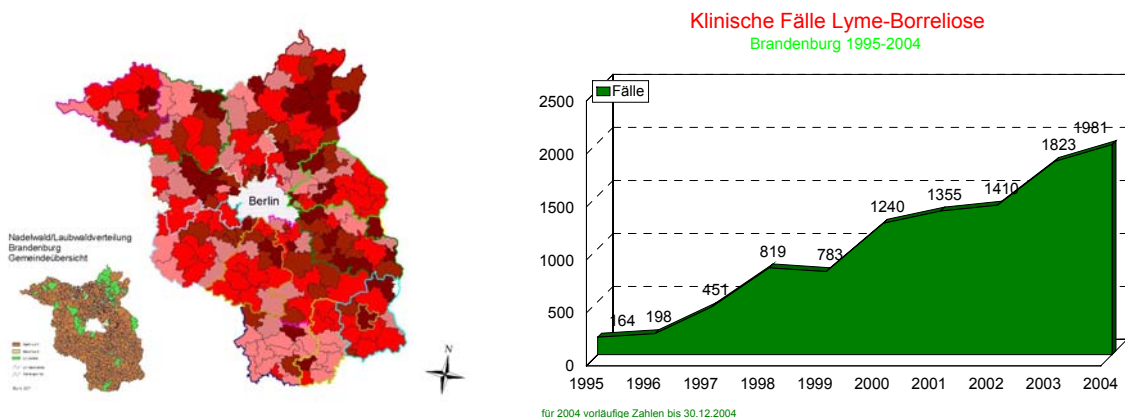 Berlin
Nadelwald/Laubwaldverteilung
Brandenburg
Gemeindeübersicht
N
Klinische Fälle Lyme-Borreliose
Brandenburg 1995-2004
Fälle
2500
2000
1500
1000
500
0
164
198
451
819
783
1240
1355
1410
1823
1981
1995 1996 1997 1998 1999 2000 2001 2002 2003 2004
für 2004 vorläufige Zahlen bis 30.12.2004